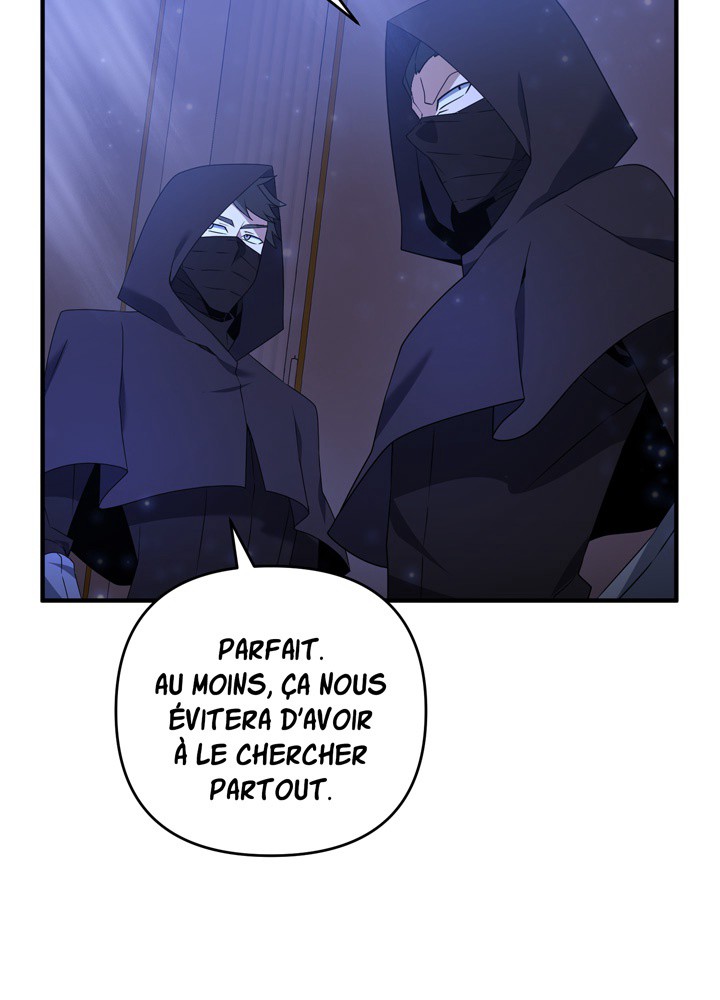 PARFAIT.
AU MOINS, ÇA NOUS
ÉVITERA D'AVOIR
À LE CHERCHER
PARTOUT.